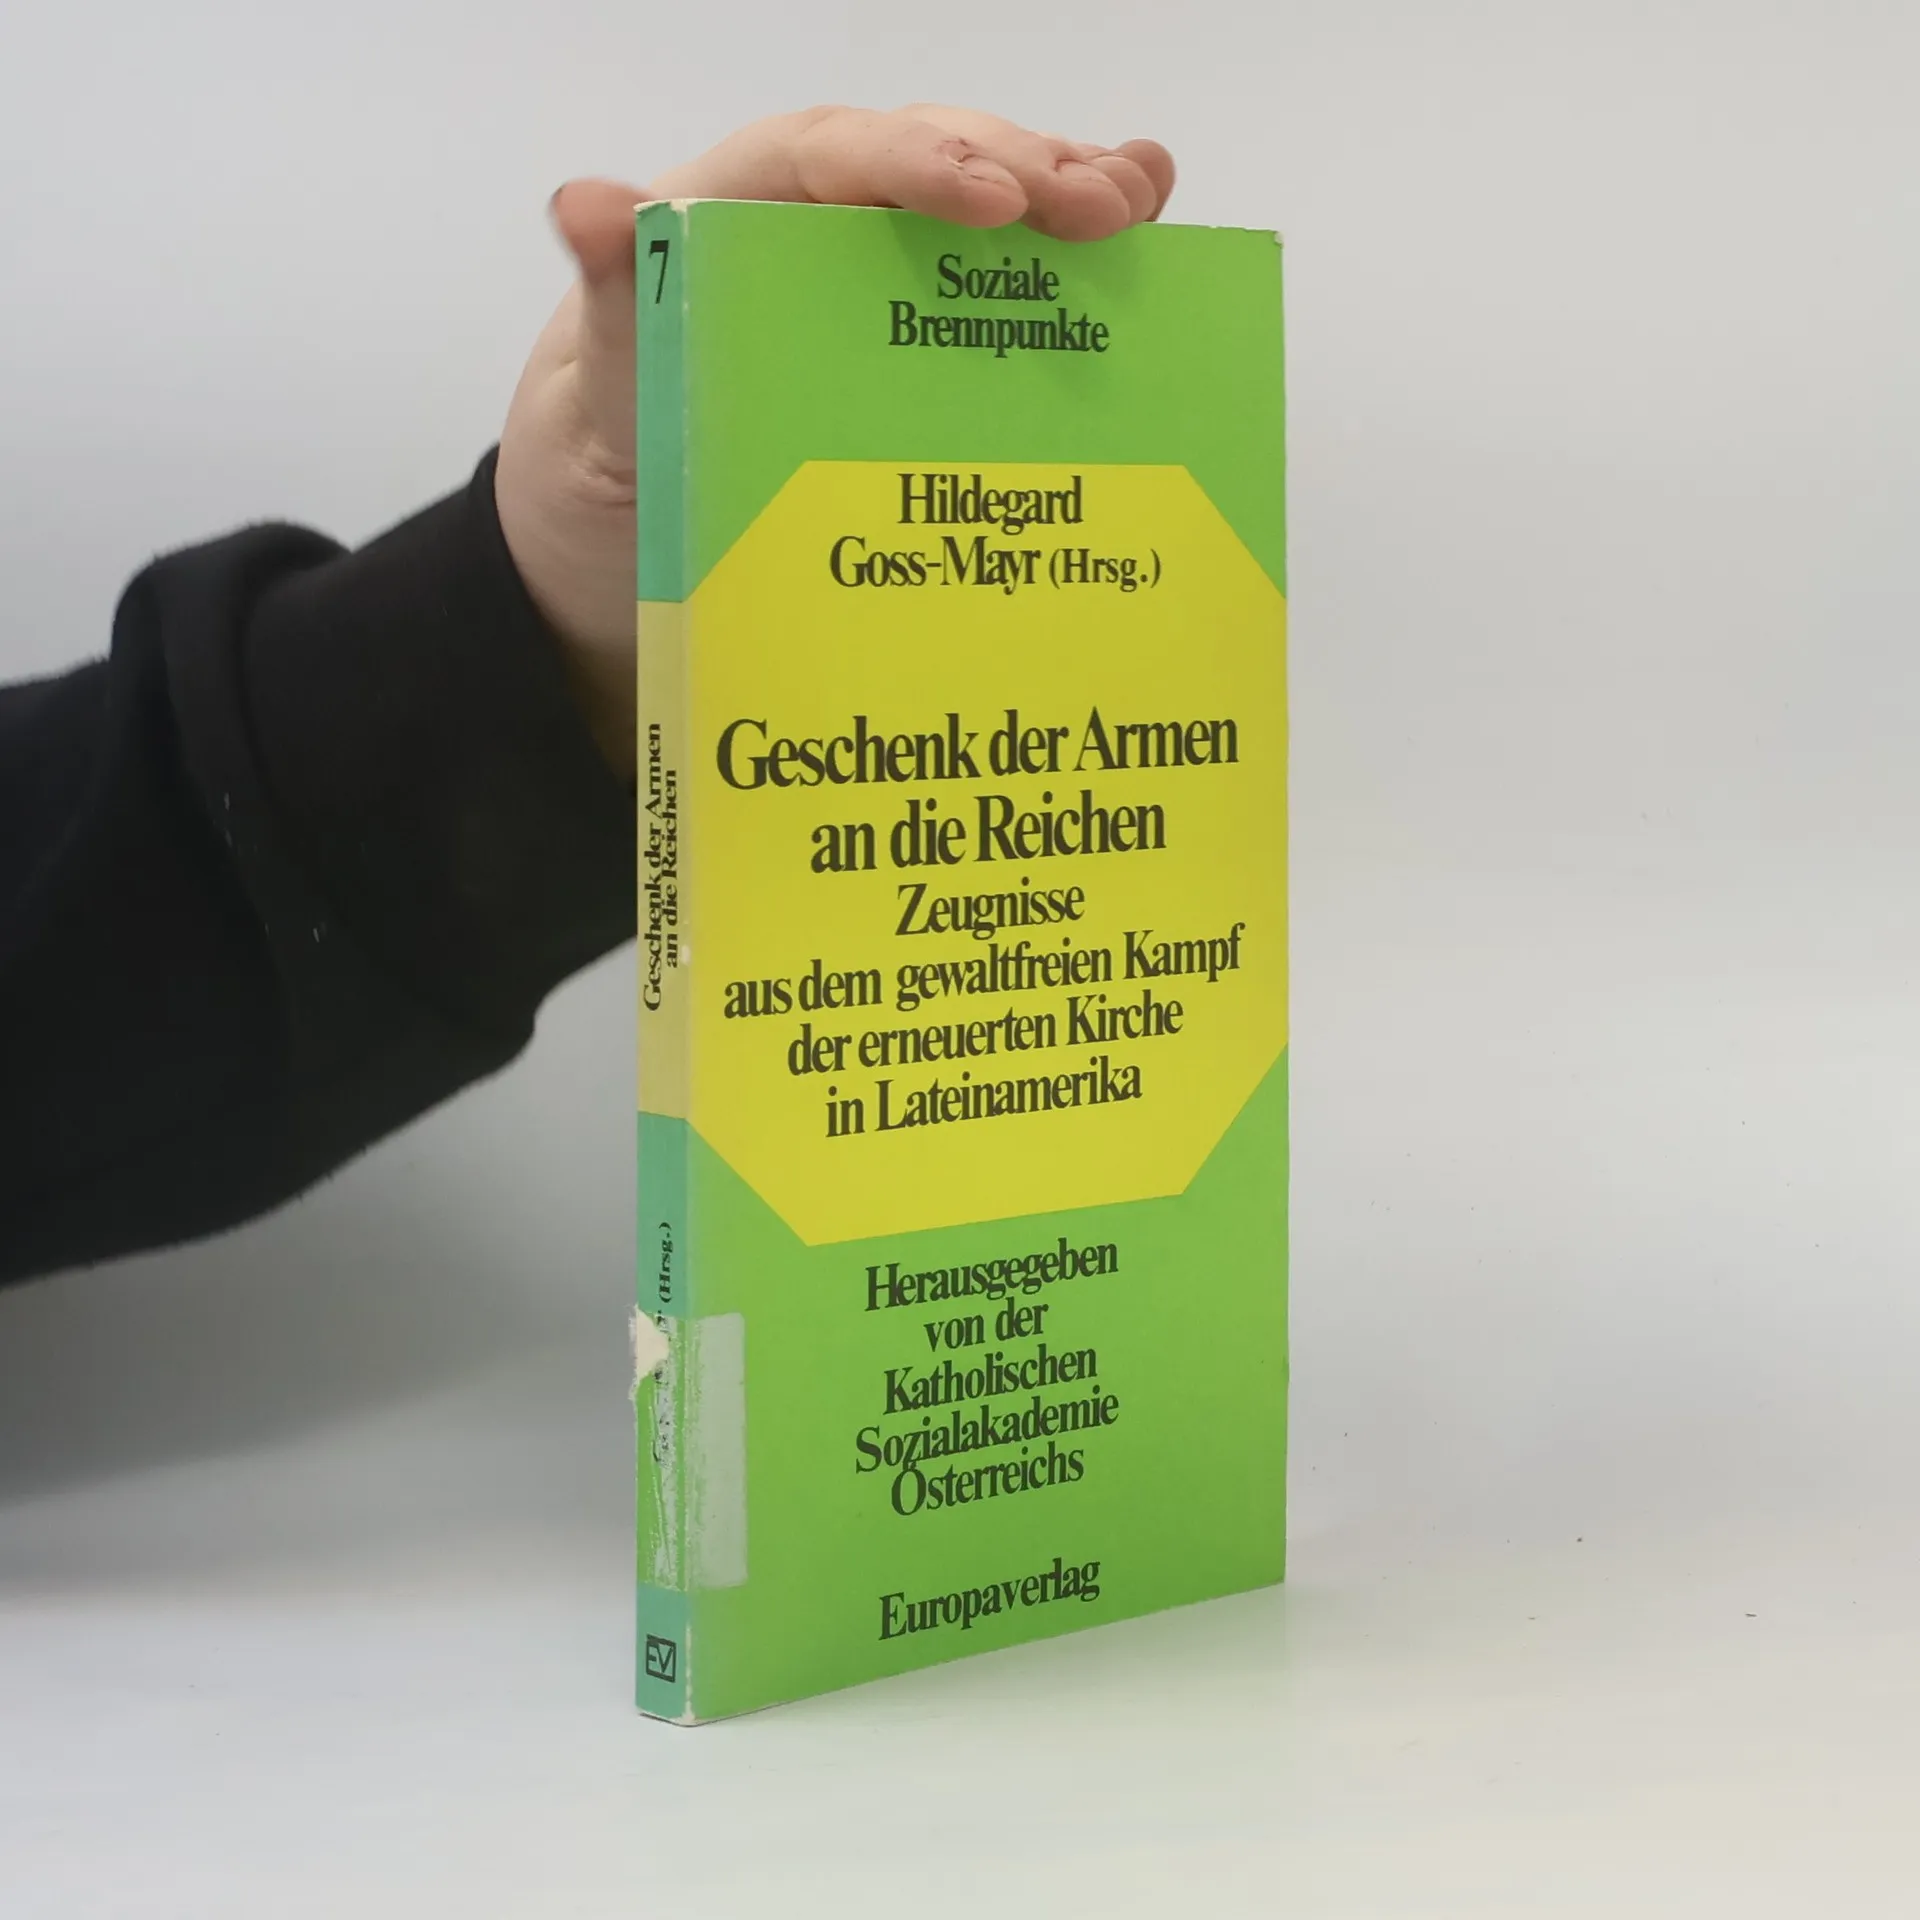 Soziale
Brennpunkte
Hildegard
Goss-Mayr (Hrsg.)
Geschenk der Armen
an die Reichen
Zeugnisse
aus dem gewaltfreien Kampf
der erneuerten Kirche
in Lateinamerika
Herausgegeben
von der
Katholischen
Sozialakademie
Österreichs
Europaverlag
7
Geschenk der Armen
an die Reichen
(Hrsg.)
EV